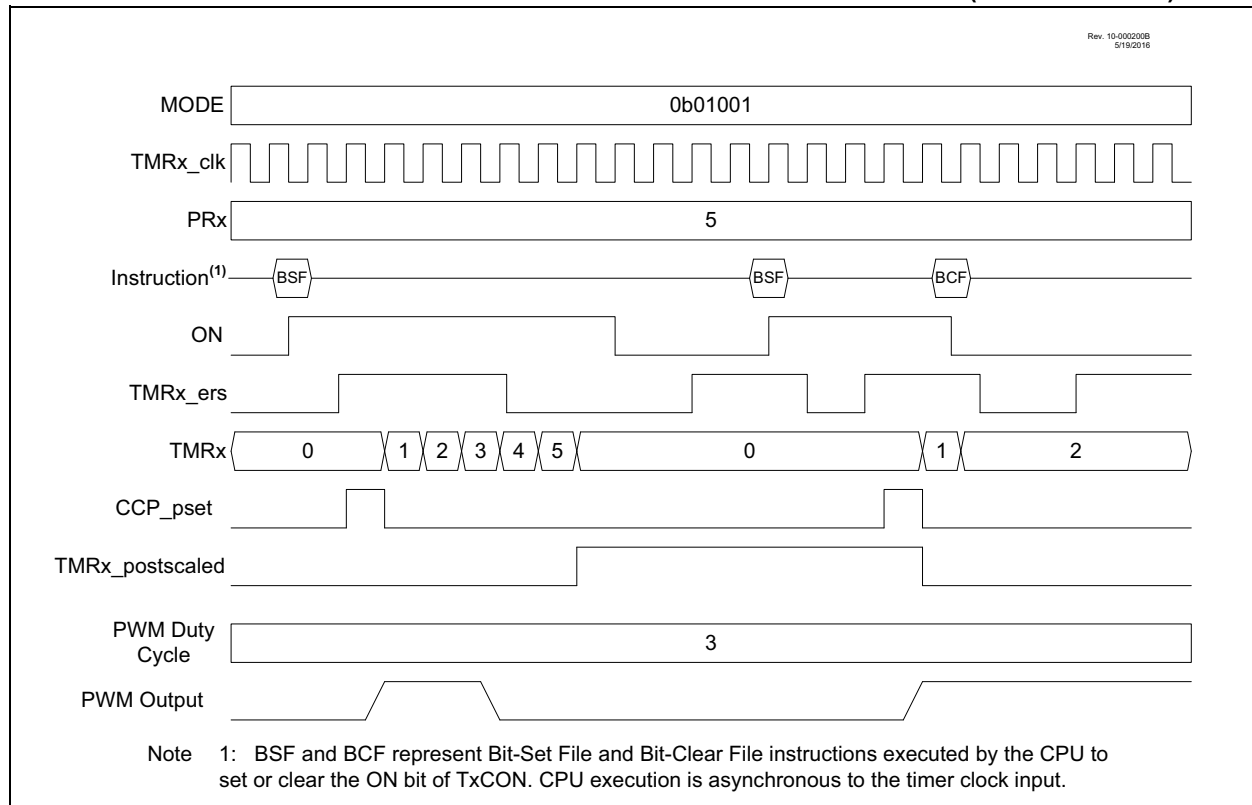 Rev. 10-000200B
5/19/2016
MODE 0b01001
TMRx_clk
PRx 5
Instruction(1) BSF BSF BCF
ON
TMRx_ers
TMRx 0 1 2 3 4 5 0 1 2
CCP_pset
TMRx_postscaled
PWM Duty
Cycle 3
PWM Output
Note 1: BSF and BCF represent Bit-Set File and Bit-Clear File instructions executed by the CPU to
set or clear the ON bit of TxCON. CPU execution is asynchronous to the timer clock input.